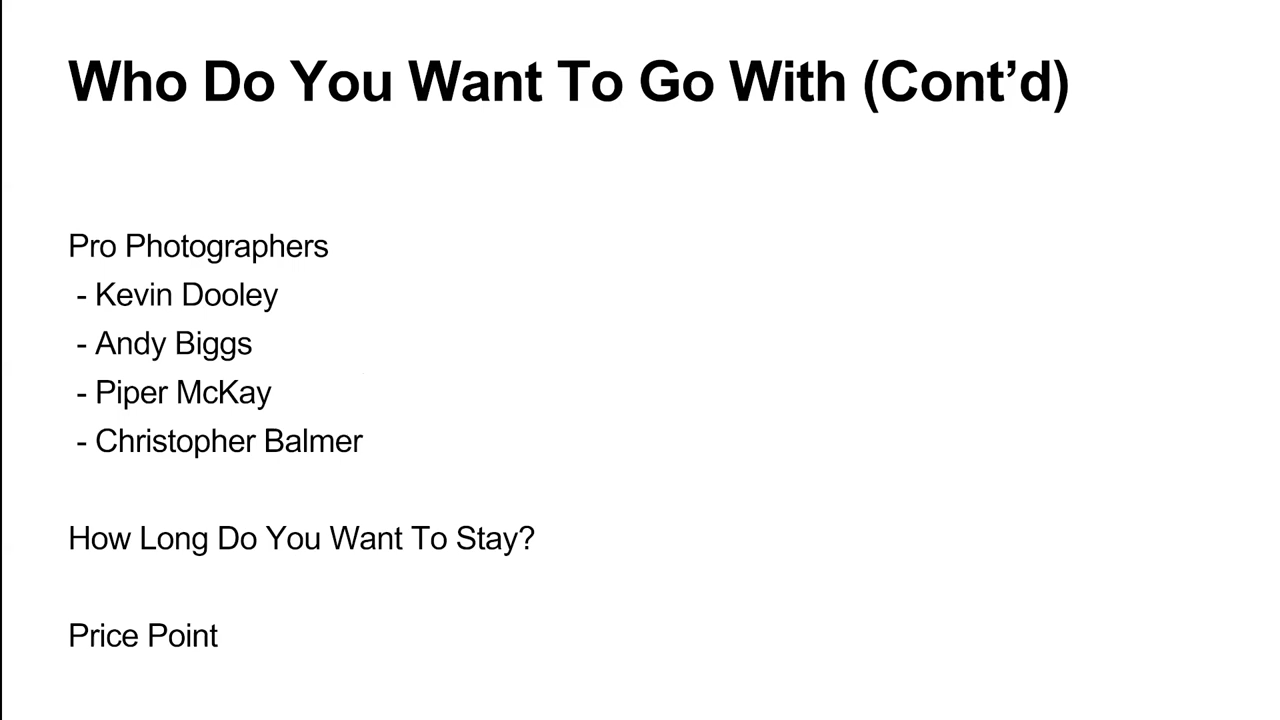 Who Do You Want To Go With (Cont’d)
Pro Photographers
- Kevin Dooley
- Andy Biggs
- Piper McKay
- Christopher Balmer
How Long Do You Want To Stay?
Price Point